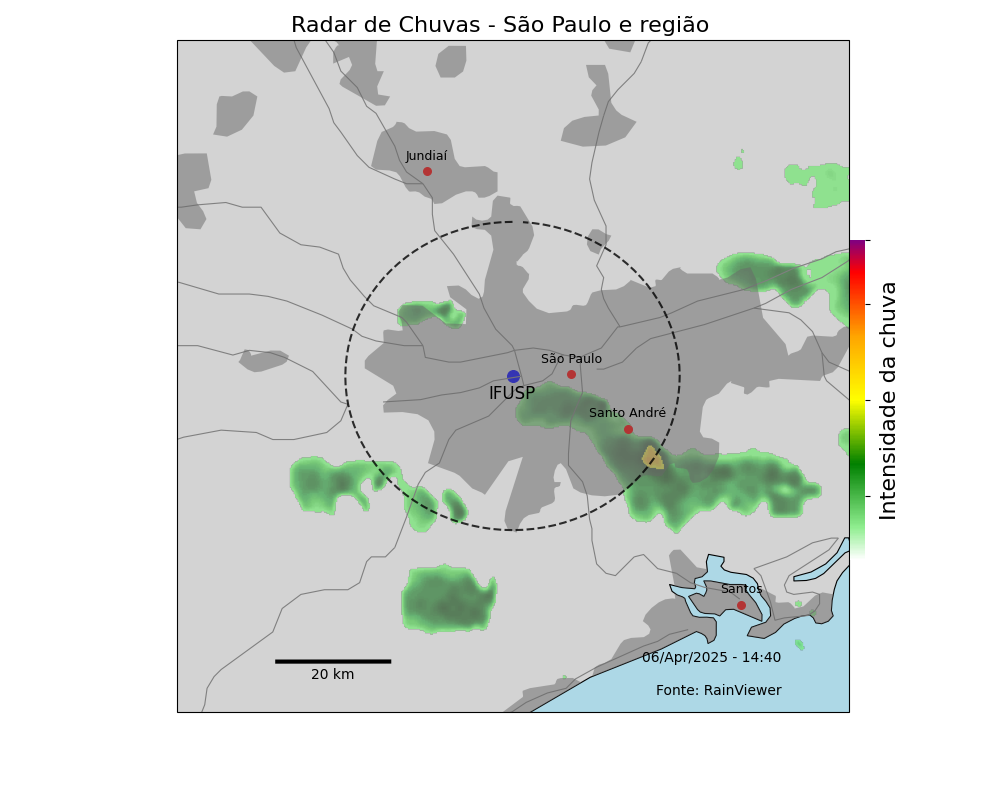 Radar de Chuvas - São Paulo e região
Jundiaí
São Paulo
IFUSP
Santo André
Intensidade da chuva
Santos
06/Apr/2025 - 14:40
20 km
Fonte: RainViewer